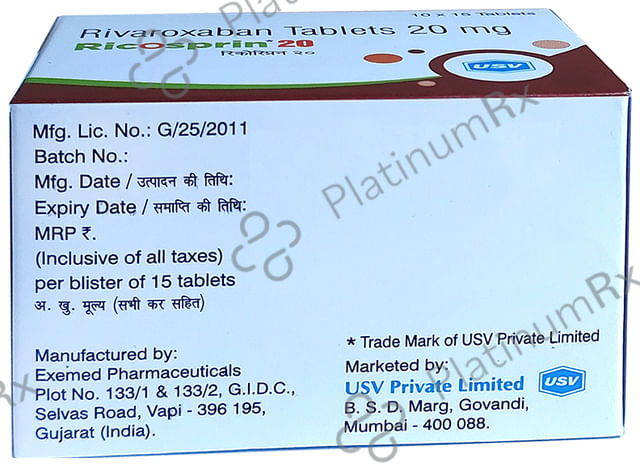 10 x 15 Tablets
Rivaroxaban Tablets 20 mg
Ricosprin* 20
रिकोस्प्रिन २०
USV
Mfg. Lic. No.: G/25/2011
Batch No.:
Mfg. Date / उत्पादन की तिथि:
Expiry Date / समाप्ति की तिथि:
MRP ₹.
(Inclusive of all taxes)
per blister of 15 tablets
अ. खु. मूल्य (सभी कर सहित)
Manufactured by:
Exemed Pharmaceuticals
Plot No. 133/1 & 133/2, G.I.D.C.,
Selvas Road, Vapi - 396 195,
Gujarat (India).
* Trade Mark of USV Private Limited
Marketed by:
USV Private Limited USV
B. S. D. Marg, Govandi,
Mumbai - 400 088.
PlatinumRx
PlatinumRx
PlatinumRx
Rx